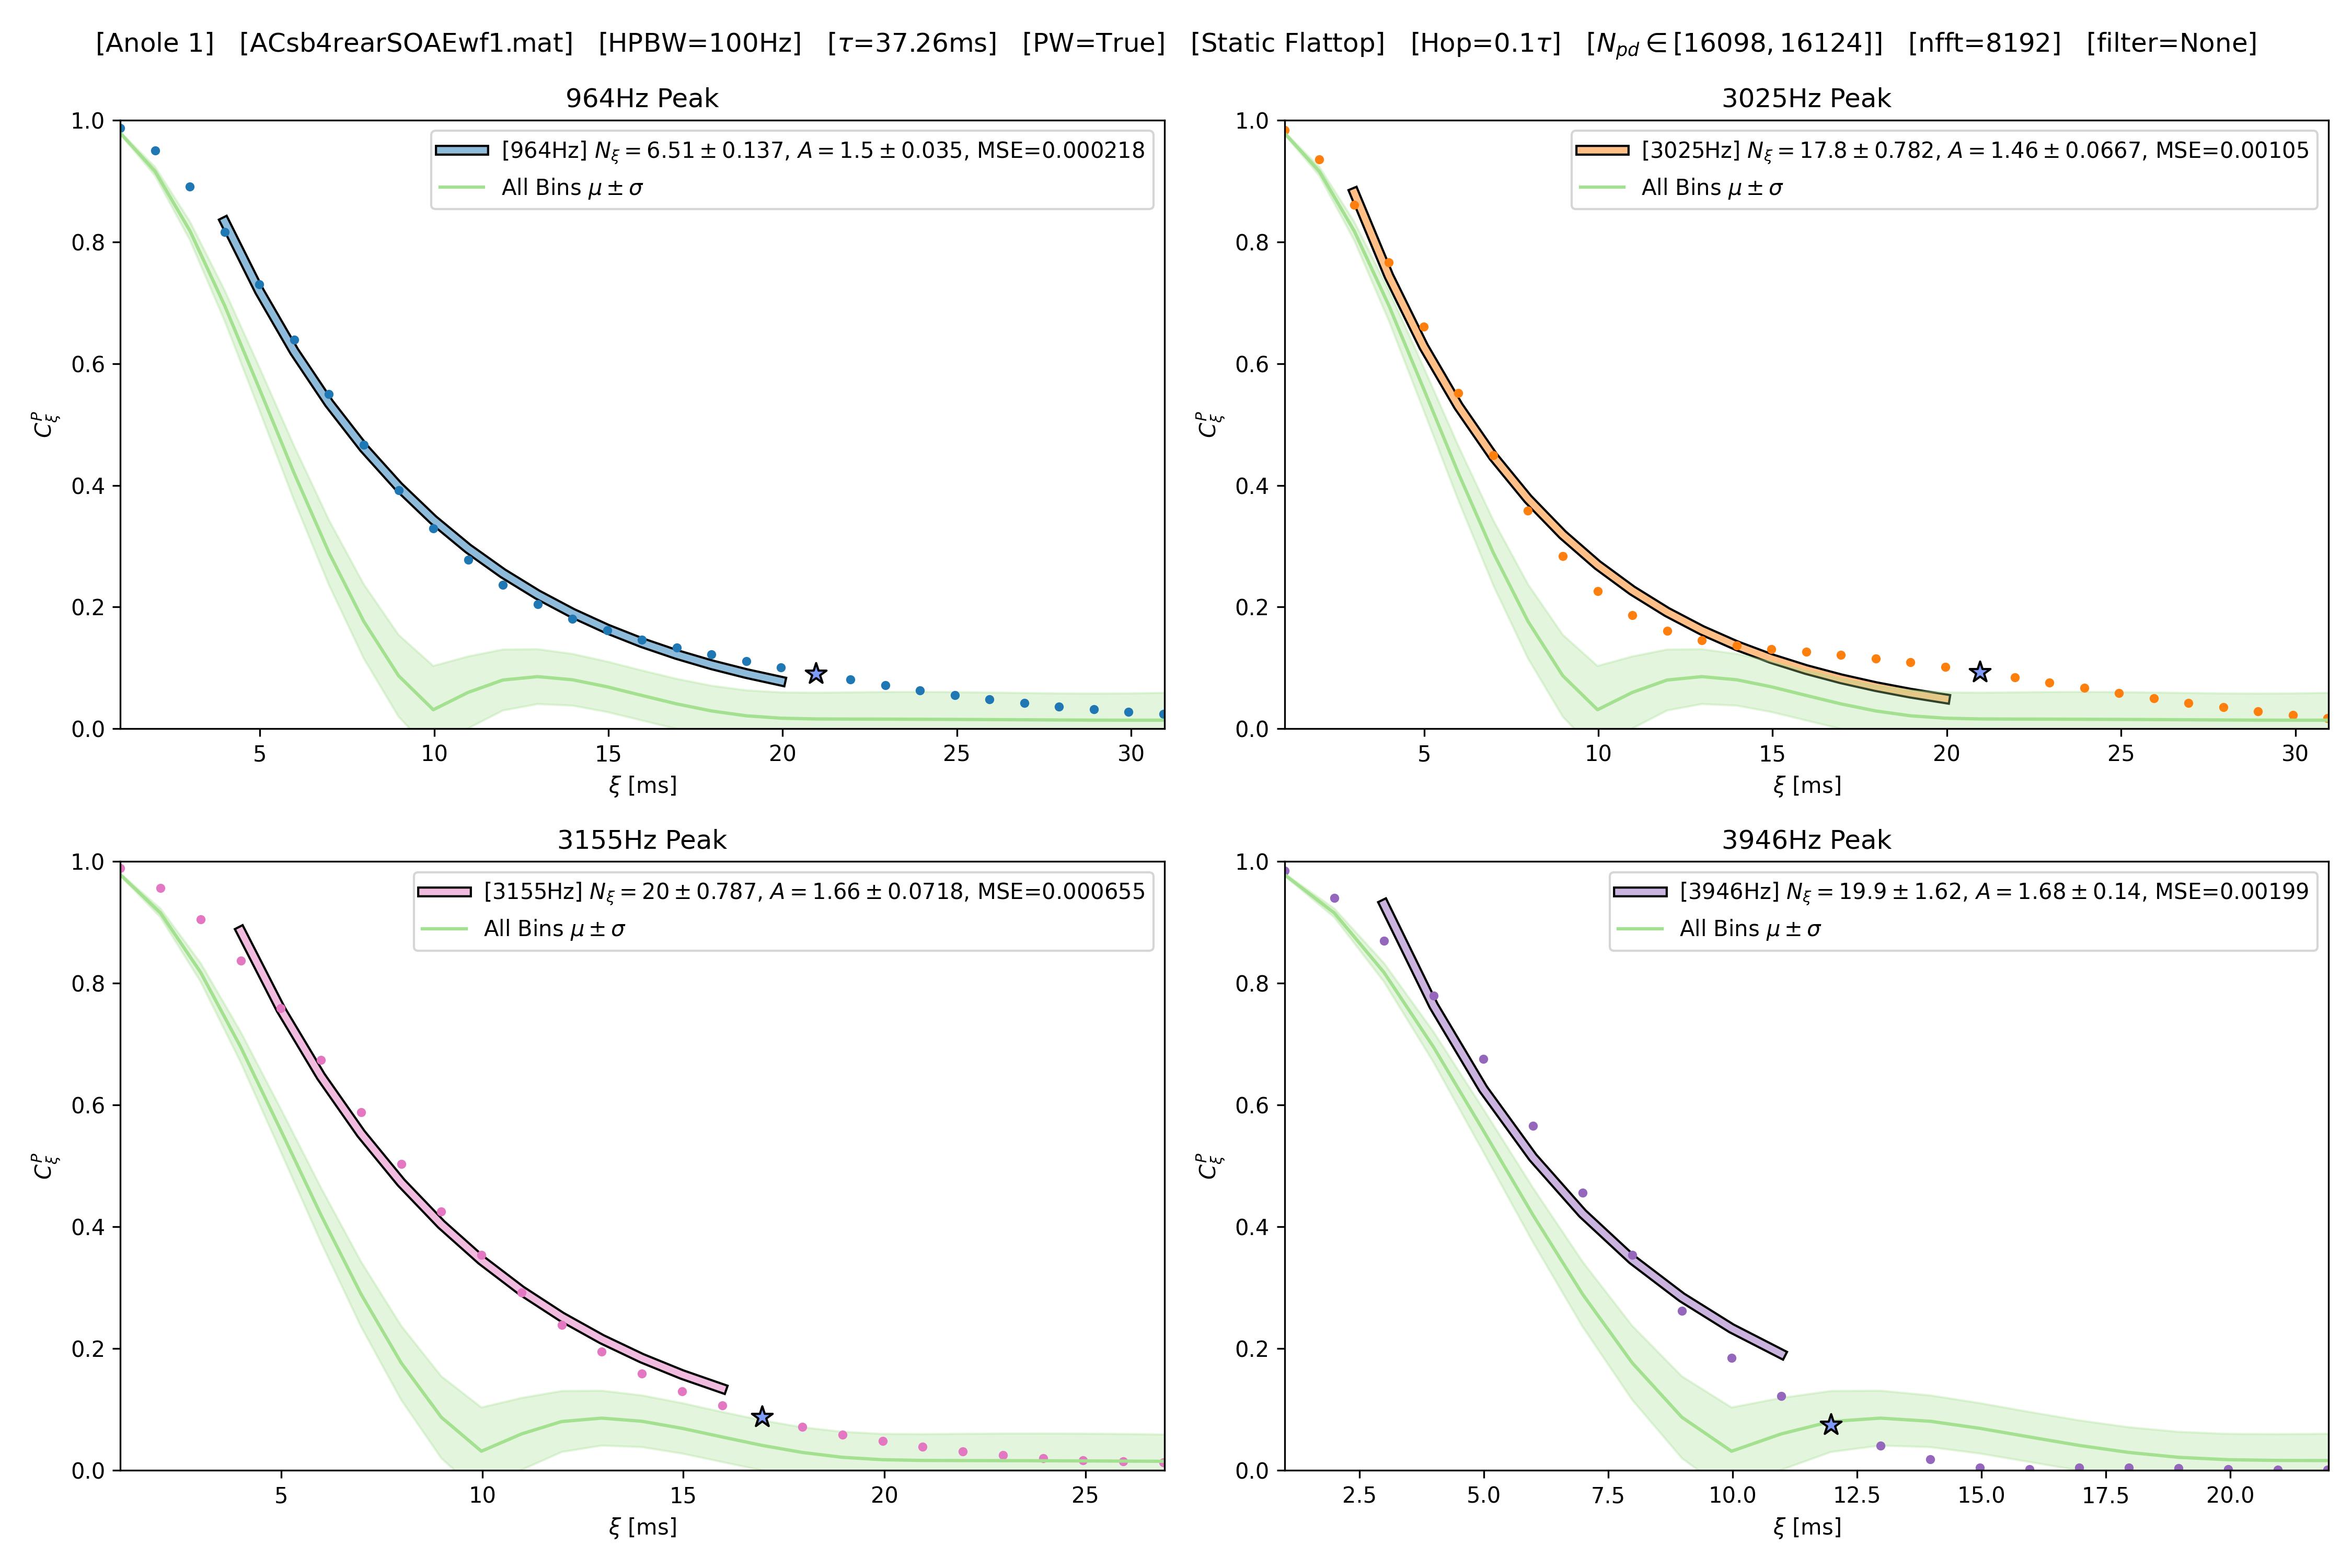 [Anole 1] [ACsb4rearSOAEwf1.mat] [HPBW=100Hz] [τ=37.26ms] [PW=True] [Static Flattop] [Hop=0.1τ] [N_pd ∈ [16098, 16124]] [nfft=8192] [filter=None]
964Hz Peak
[964Hz] N_ξ = 6.51 ± 0.137, A = 1.5 ± 0.035, MSE=0.000218
All Bins μ ± σ
1.0
0.8
0.6
0.4
0.2
0.0
C_ξ^P
5 10 15 20 25 30
ξ [ms]
3025Hz Peak
[3025Hz] N_ξ = 17.8 ± 0.782, A = 1.46 ± 0.0667, MSE=0.00105
All Bins μ ± σ
1.0
0.8
0.6
0.4
0.2
0.0
C_ξ^P
5 10 15 20 25 30
ξ [ms]
3155Hz Peak
[3155Hz] N_ξ = 20 ± 0.787, A = 1.66 ± 0.0718, MSE=0.000655
All Bins μ ± σ
1.0
0.8
0.6
0.4
0.2
0.0
C_ξ^P
5 10 15 20 25
ξ [ms]
3946Hz Peak
[3946Hz] N_ξ = 19.9 ± 1.62, A = 1.68 ± 0.14, MSE=0.00199
All Bins μ ± σ
1.0
0.8
0.6
0.4
0.2
0.0
C_ξ^P
2.5 5.0 7.5 10.0 12.5 15.0 17.5 20.0
ξ [ms]